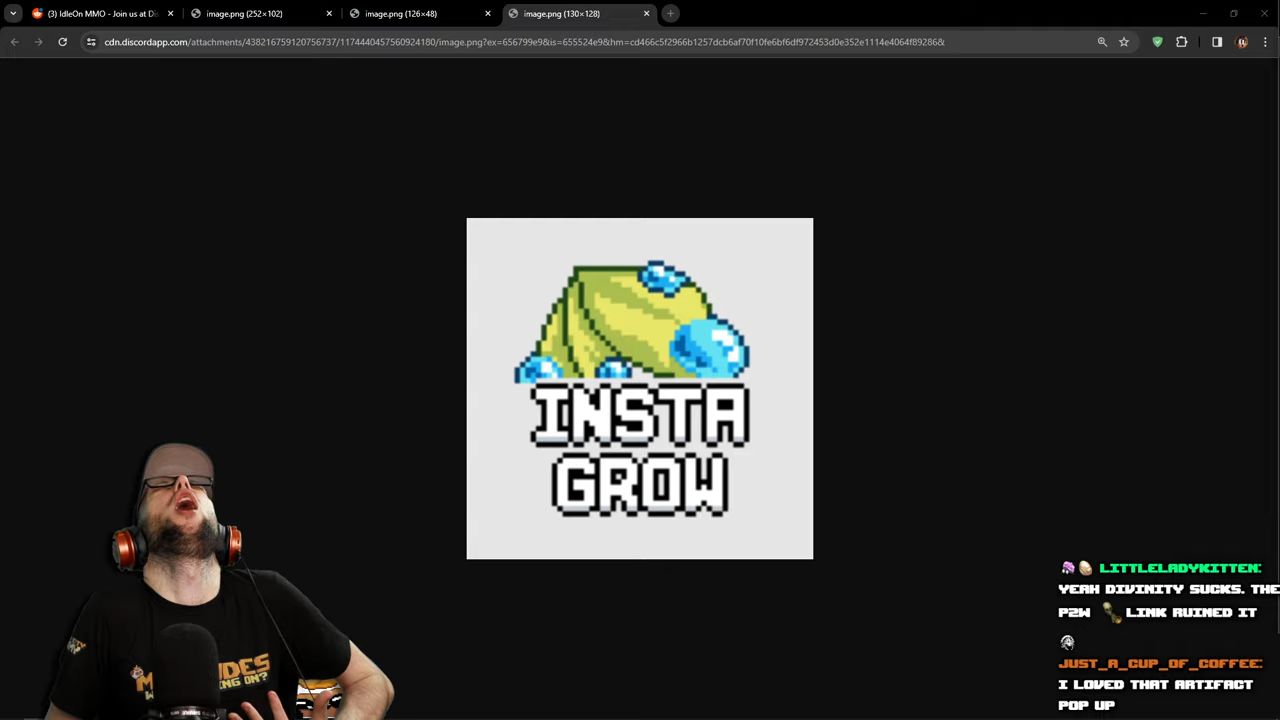 (3) IdleOn MMO - Join us at Di
image.png (252×102)
image.png (126×48)
image.png (130×128)
cdn.discordapp.com/attachments/438216759120756737/1174440457560924180/image.png?ex=656799e9&is=655524e9&hm=cd466c5f2966b1257dcb6af70f10fe6bf6df972453d0e352e1114e4064f89286&
INSTA
GROW
LITTLELADYKITTEN:
YEAH DIVINITY SUCKS. THE
P2W LINK RUINED IT
JUST_A_CUP_OF_COFFEE:
I LOVED THAT ARTIFACT
POP UP